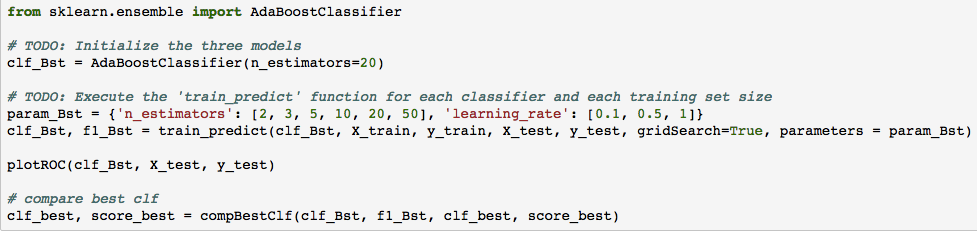 from sklearn.ensemble import AdaBoostClassifier
# TODO: Initialize the three models
clf_Bst = AdaBoostClassifier(n_estimators=20)
# TODO: Execute the 'train_predict' function for each classifier and each training set size
param_Bst = {'n_estimators': [2, 3, 5, 10, 20, 50], 'learning_rate': [0.1, 0.5, 1]}
clf_Bst, f1_Bst = train_predict(clf_Bst, X_train, y_train, X_test, y_test, gridSearch=True, parameters = param_Bst)
plotROC(clf_Bst, X_test, y_test)
# compare best clf
clf_best, score_best = compBestClf(clf_Bst, f1_Bst, clf_best, score_best)